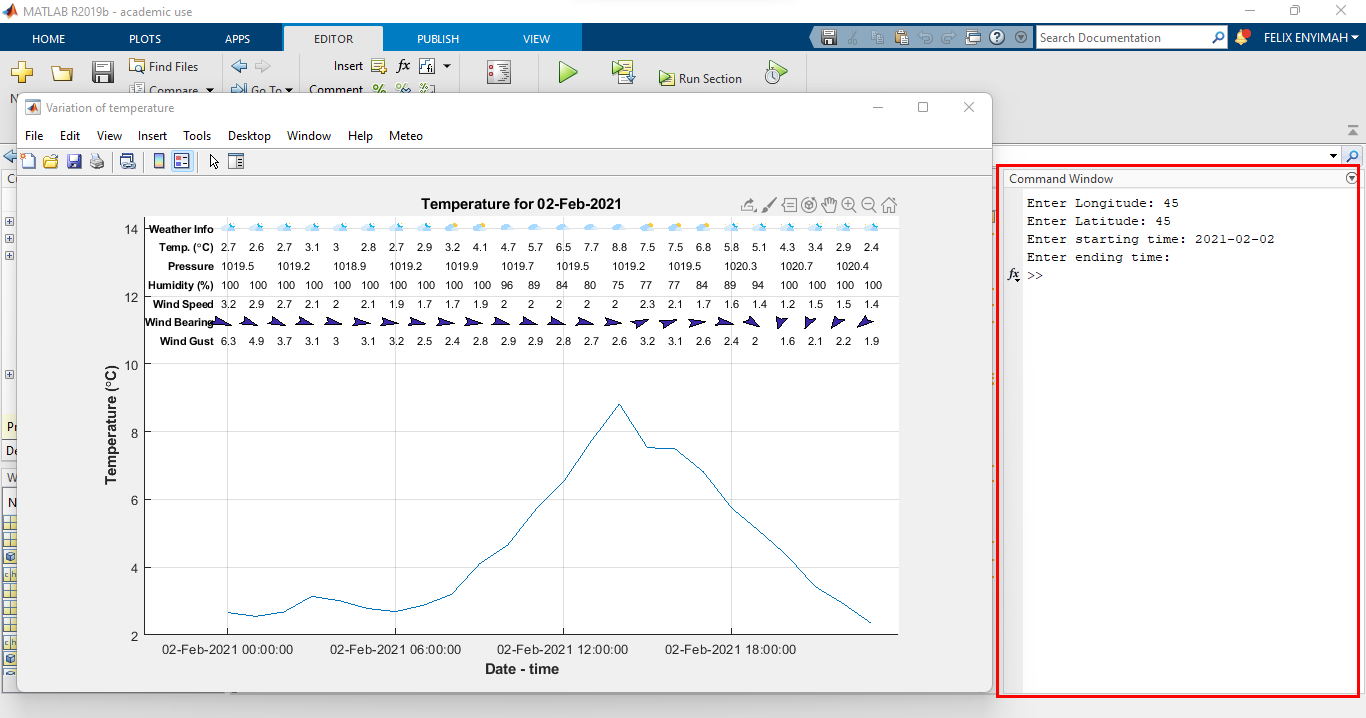 MATLAB R2019b - academic use
HOME PLOTS APPS EDITOR PUBLISH VIEW Search Documentation FELIX ENYIMAH
Find Files Insert fx Run Section
Compare Go To Comment
Variation of temperature
File Edit View Insert Tools Desktop Window Help Meteo
Temperature for 02-Feb-2021
14 Weather Info
Temp. (°C) 2.7 2.6 2.7 3.1 3 2.8 2.7 2.9 3.2 4.1 4.7 5.7 6.5 7.7 8.8 7.5 7.5 6.8 5.8 5.1 4.3 3.4 2.9 2.4
Pressure 1019.5 1019.2 1018.9 1019.2 1019.9 1019.7 1019.5 1019.2 1019.5 1020.3 1020.7 1020.4
Humidity (%) 100 100 100 100 100 100 100 100 100 100 96 89 84 80 75 77 77 84 89 94 100 100 100 100
12 Wind Speed 3.2 2.9 2.7 2.1 2 2.1 1.9 1.7 1.7 1.9 2 2 2 2 2 2.3 2.1 1.7 1.6 1.4 1.2 1.5 1.5 1.4
Wind Bearing
Wind Gust 6.3 4.9 3.7 3.1 3 3.1 3.2 2.5 2.4 2.8 2.9 2.9 2.8 2.7 2.6 3.2 3.1 2.6 2.4 2 1.6 2.1 2.2 1.9
10
8
6
4
2
Temperature (°C)
02-Feb-2021 00:00:00 02-Feb-2021 06:00:00 02-Feb-2021 12:00:00 02-Feb-2021 18:00:00
Date - time
Command Window
Enter Longitude: 45
Enter Latitude: 45
Enter starting time: 2021-02-02
Enter ending time:
fx >>